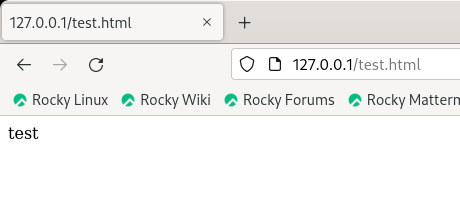 127.0.0.1/test.html
127.0.0.1/test.html
Rocky Linux Rocky Wiki Rocky Forums Rocky Matterm
test